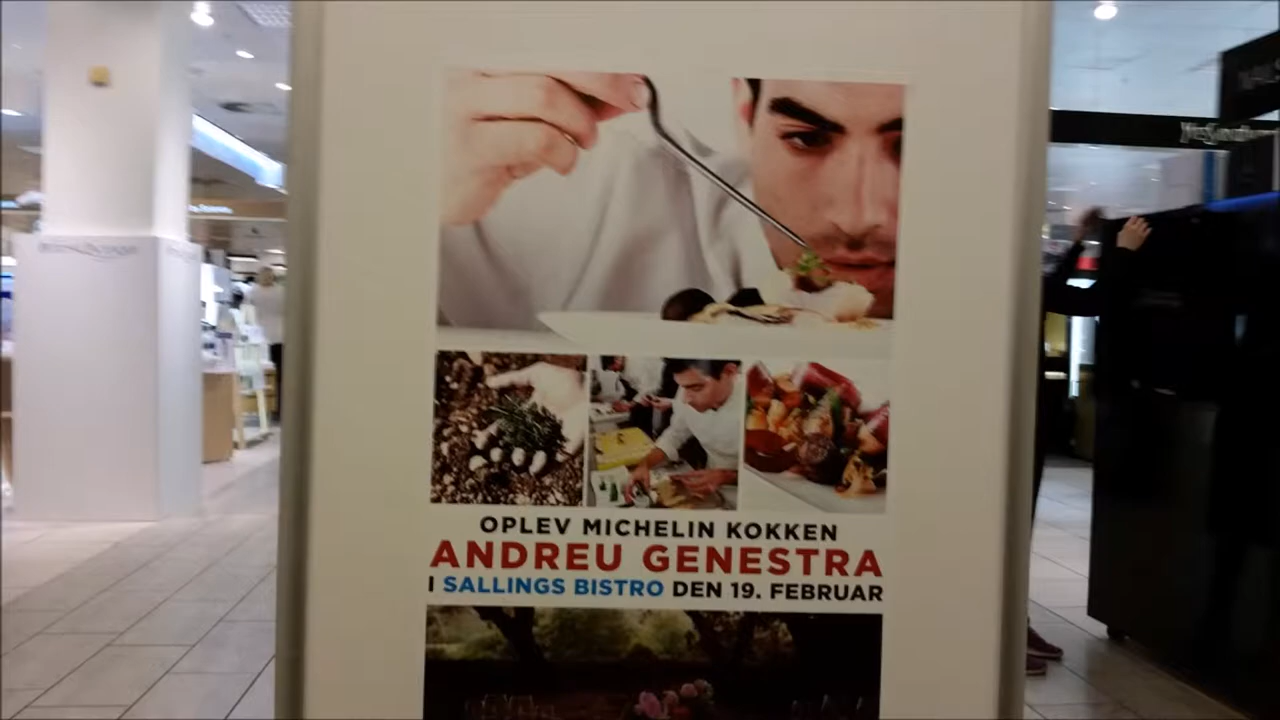 OPLEV MICHELIN KOKKEN
ANDREU GENESTRA
I SALLINGS BISTRO DEN 19. FEBRUAR